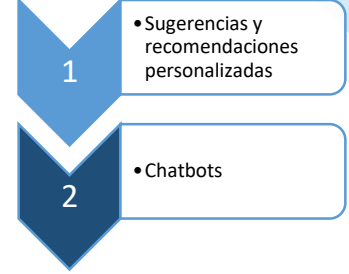 1
•Sugerencias y
recomendaciones
personalizadas
2
•Chatbots